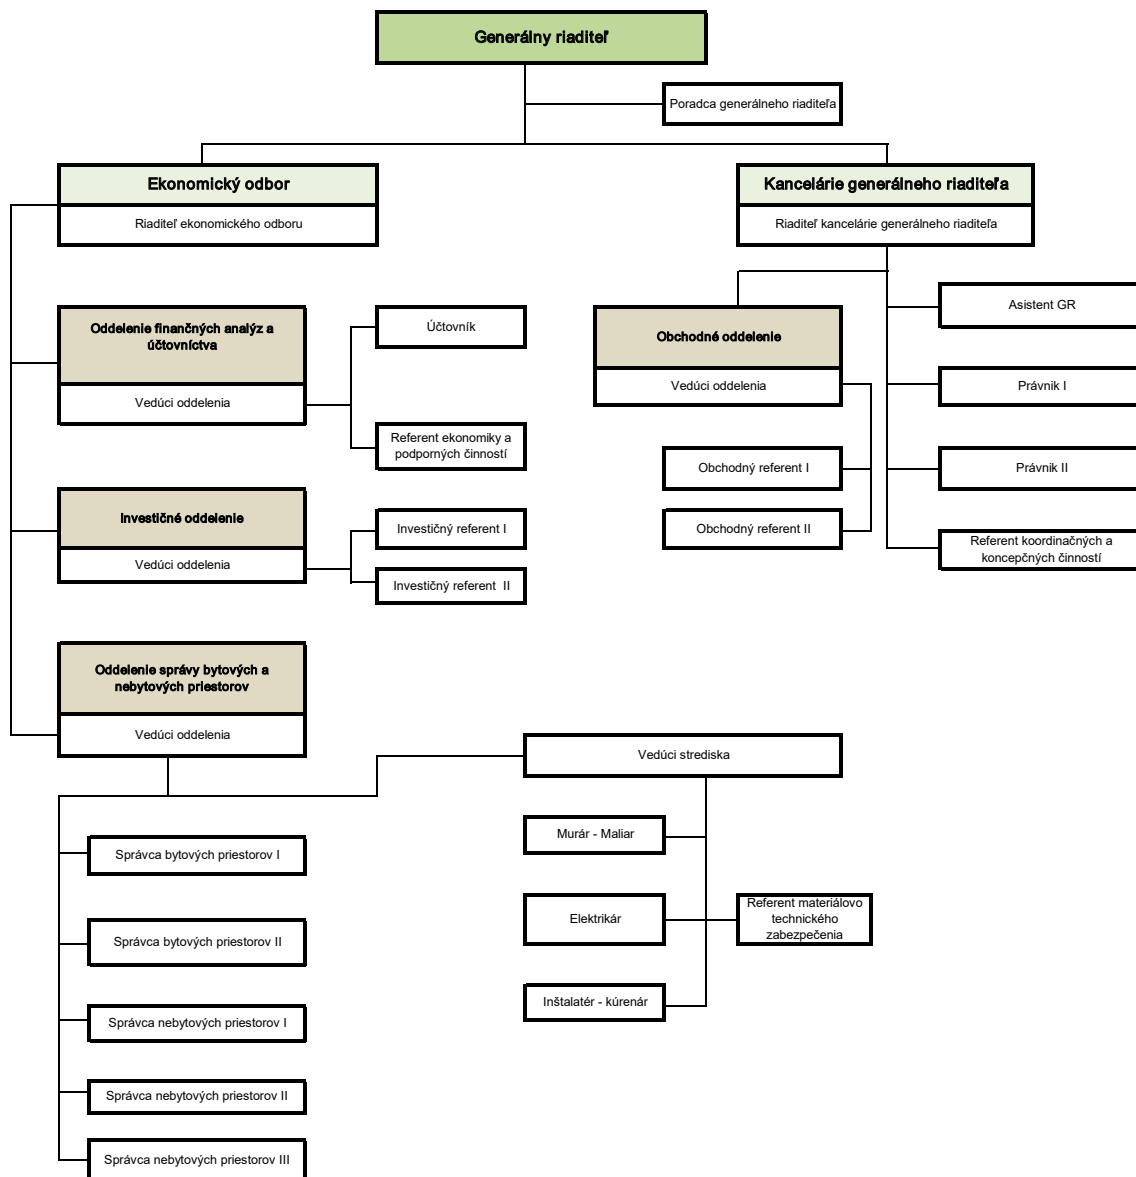 Generálny riaditeľ
Poradca generálneho riaditeľa
Ekonomický odbor
Riaditeľ ekonomického odboru
Kancelárie generálneho riaditeľa
Riaditeľ kancelárie generálneho riaditeľa
Oddelenie finančných analýz a
účtovníctva
Vedúci oddelenia
Účtovník
Referent ekonomiky a
podporných činností
Investičné oddelenie
Vedúci oddelenia
Investičný referent I
Investičný referent  II
Obchodné oddelenie
Vedúci oddelenia
Obchodný referent I
Obchodný referent II
Asistent GR
Právnik I
Právnik II
Referent koordinačných a
koncepčných činností
Oddelenie správy bytových a
nebytových priestorov
Vedúci oddelenia
Správca bytových priestorov I
Správca bytových priestorov II
Správca nebytových priestorov I
Správca nebytových priestorov II
Správca nebytových priestorov III
Vedúci strediska
Murár - Maliar
Elektrikár
Inštalatér - kúrenár
Referent materiálovo
technického
zabezpečenia